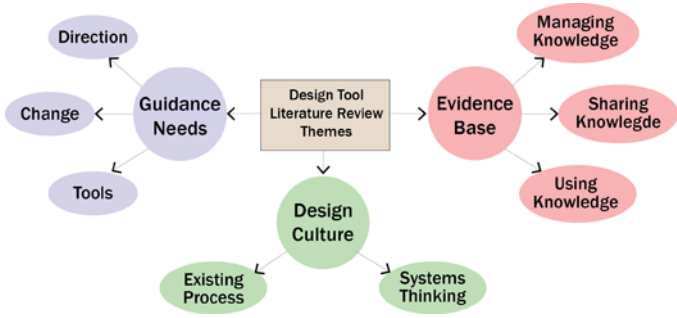 Direction
Change
Tools
Guidance
Needs
Design Tool
Literature Review
Themes
Evidence
Base
Managing
Knowledge
Sharing
Knowlegde
Using
Knowledge
Design
Culture
Existing
Process
Systems
Thinking